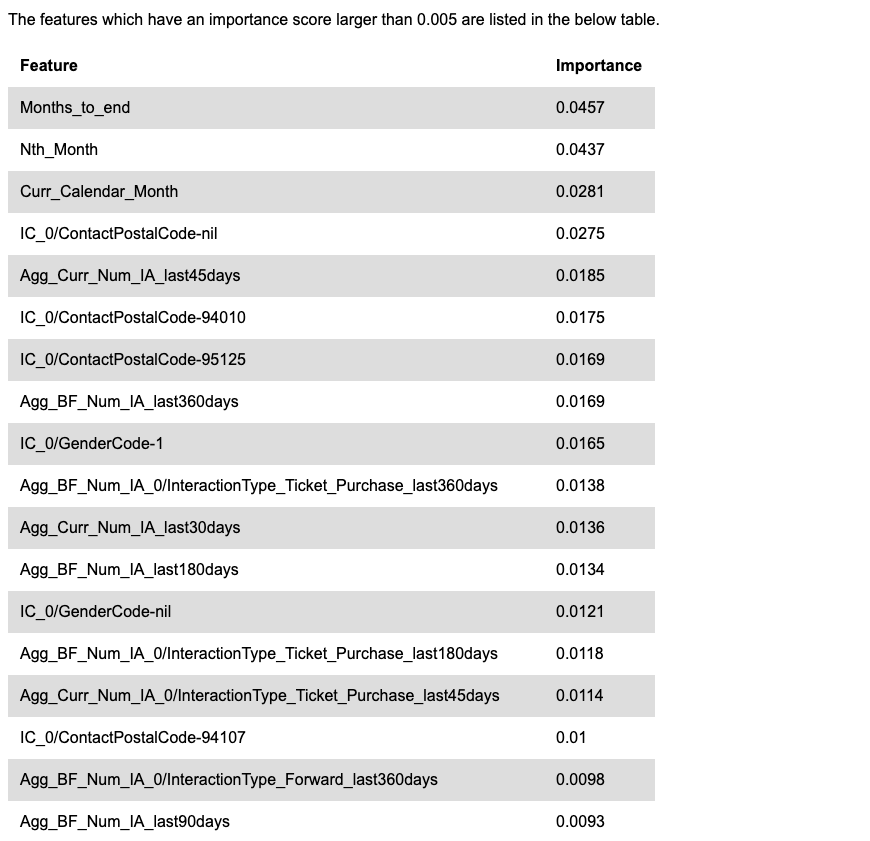 The features which have an importance score larger than 0.005 are listed in the below table.
Feature Importance
Months_to_end 0.0457
Nth_Month 0.0437
Curr_Calendar_Month 0.0281
IC_0/ContactPostalCode-nil 0.0275
Agg_Curr_Num_IA_last45days 0.0185
IC_0/ContactPostalCode-94010 0.0175
IC_0/ContactPostalCode-95125 0.0169
Agg_BF_Num_IA_last360days 0.0169
IC_0/GenderCode-1 0.0165
Agg_BF_Num_IA_0/InteractionType_Ticket_Purchase_last360days 0.0138
Agg_Curr_Num_IA_last30days 0.0136
Agg_BF_Num_IA_last180days 0.0134
IC_0/GenderCode-nil 0.0121
Agg_BF_Num_IA_0/InteractionType_Ticket_Purchase_last180days 0.0118
Agg_Curr_Num_IA_0/InteractionType_Ticket_Purchase_last45days 0.0114
IC_0/ContactPostalCode-94107 0.01
Agg_BF_Num_IA_0/InteractionType_Forward_last360days 0.0098
Agg_BF_Num_IA_last90days 0.0093